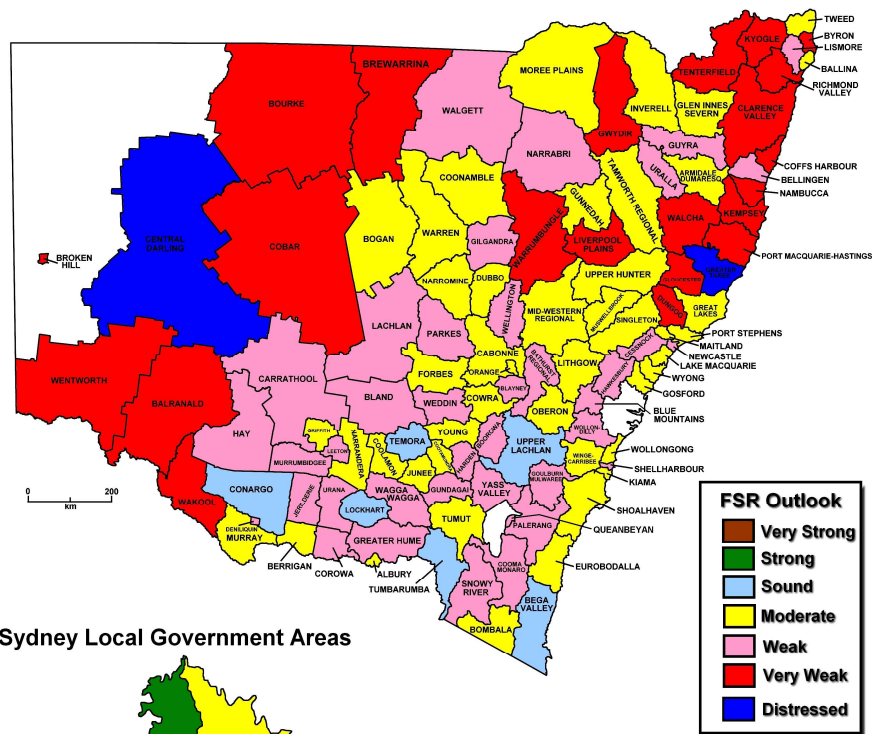 TWEED
KYOGLE
BYRON
LISMORE
BALLINA
RICHMOND
VALLEY
TENTERFIELD
BREWARRINA
MOREE PLAINS
BOURKE
WALGETT
INVERELL
GLEN INNES
SEVERN
CLARENCE
VALLEY
GWYDIR
NARRABRI
GUYRA
COFFS HARBOUR
BELLINGEN
NAMBUCCA
URALLA
ARMIDALE
DUMARESQ
COONAMBLE
TAMWORTH REGIONAL
GUNNEDAH
WALCHA
KEMPSEY
CENTRAL
DARLING
COBAR
BOGAN
WARREN
GILGANDRA
WARRUMBUNGLE
LIVERPOOL
PLAINS
PORT MACQUARIE-HASTINGS
BROKEN
HILL
NARROMINE
DUBBO
UPPER HUNTER
GLOUCESTER
GREATER
TAREE
DUNGOG
GREAT
LAKES
WELLINGTON
MID-WESTERN
REGIONAL
MUSWELLBROOK
SINGLETON
LACHLAN
PARKES
PORT STEPHENS
MAITLAND
NEWCASTLE
LAKE MACQUARIE
CESSNOCK
WYONG
GOSFORD
HAWKESBURY
CABONNE
BATHURST
REGIONAL
LITHGOW
WENTWORTH
CARRATHOOL
FORBES
ORANGE
BLAYNEY
BALRANALD
BLAND
WEDDIN
COWRA
OBERON
BLUE
MOUNTAINS
WOLLON-
DILLY
HAY
GRIFFITH
LEETON
NARRANDERA
COOLAMON
TEMORA
YOUNG
BOOROWA
HARDEN
UPPER
LACHLAN
WOLLONGONG
WINGE-
CARRIBEE
SHELLHARBOUR
KIAMA
MURRUMBIDGEE
JUNEE
COOTAMUNDRA
GOULBURN
MULWAREE
WAKOOL
CONARGO
JERILDERIE
URANA
WAGGA
WAGGA
GUNDAGAI
YASS
VALLEY
LOCKHART
SHOALHAVEN
TUMUT
PALERANG
QUEANBEYAN
DENILIQUIN
MURRAY
BERRIGAN
COROWA
GREATER HUME
ALBURY
TUMBARUMBA
EUROBODALLA
COOMA
MONARO
SNOWY
RIVER
BEGA
VALLEY
BOMBALA
0 200
km
FSR Outlook
Very Strong
Strong
Sound
Moderate
Weak
Very Weak
Distressed
Sydney Local Government Areas